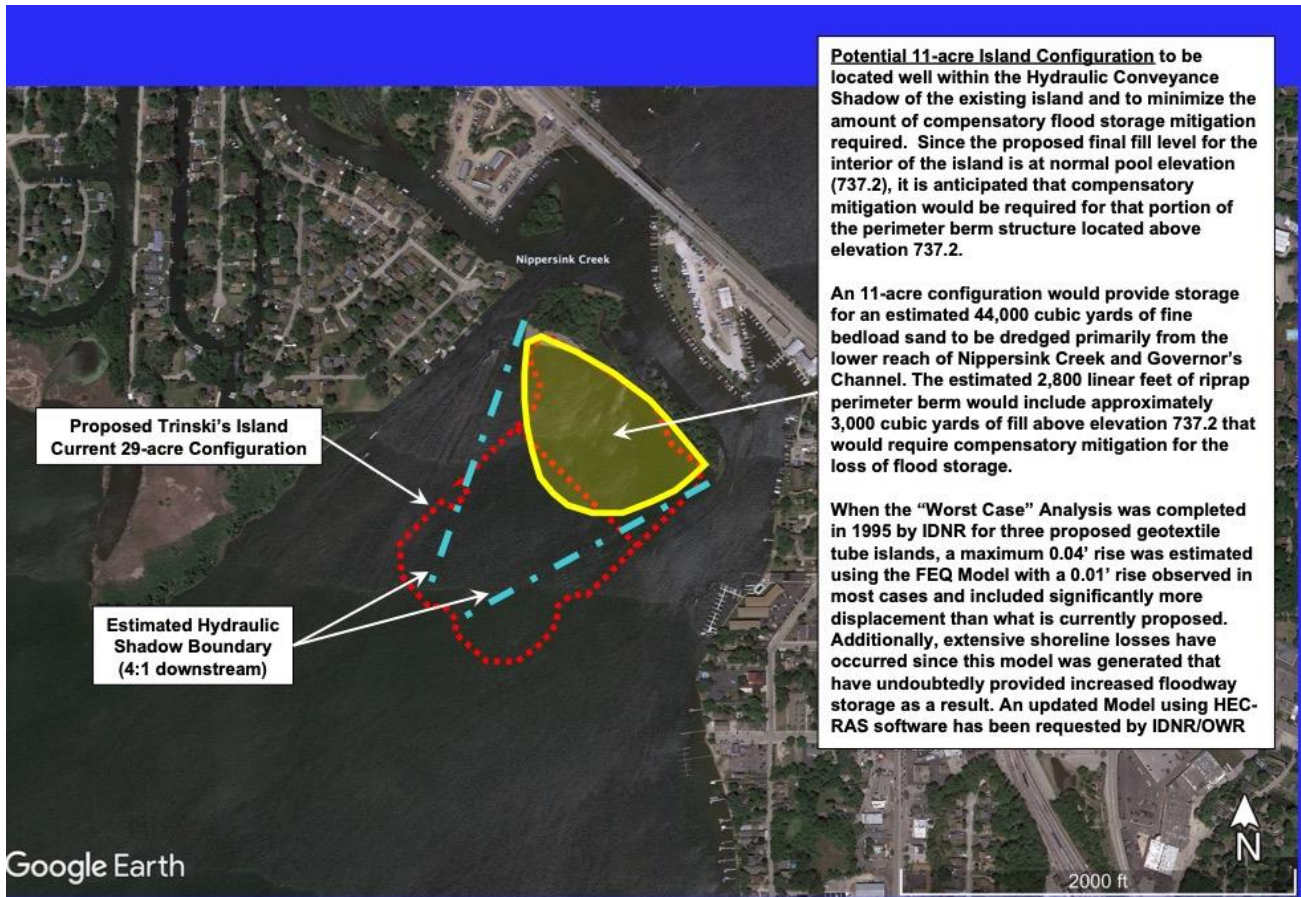 Potential 11-acre Island Configuration to be
located well within the Hydraulic Conveyance
Shadow of the existing island and to minimize the
amount of compensatory flood storage mitigation
required.  Since the proposed final fill level for the
interior of the island is at normal pool elevation
(737.2), it is anticipated that compensatory
mitigation would be required for that portion of
the perimeter berm structure located above
elevation 737.2.
An 11-acre configuration would provide storage
for an estimated 44,000 cubic yards of fine
bedload sand to be dredged primarily from the
lower reach of Nippersink Creek and Governor's
Channel. The estimated 2,800 linear feet of riprap
perimeter berm would include approximately
3,000 cubic yards of fill above elevation 737.2 that
would require compensatory mitigation for the
loss of flood storage.
When the “Worst Case” Analysis was completed
in 1995 by IDNR for three proposed geotextile
tube islands, a maximum 0.04’ rise was estimated
using the FEQ Model with a 0.01’ rise observed in
most cases and included significantly more
displacement than what is currently proposed.
Additionally, extensive shoreline losses have
occurred since this model was generated that
have undoubtedly provided increased floodway
storage as a result. An updated Model using HEC-
RAS software has been requested by IDNR/OWR
Nippersink Creek
Proposed Trinski's Island
Current 29-acre Configuration
Estimated Hydraulic
Shadow Boundary
(4:1 downstream)
N
Google Earth
2000 ft